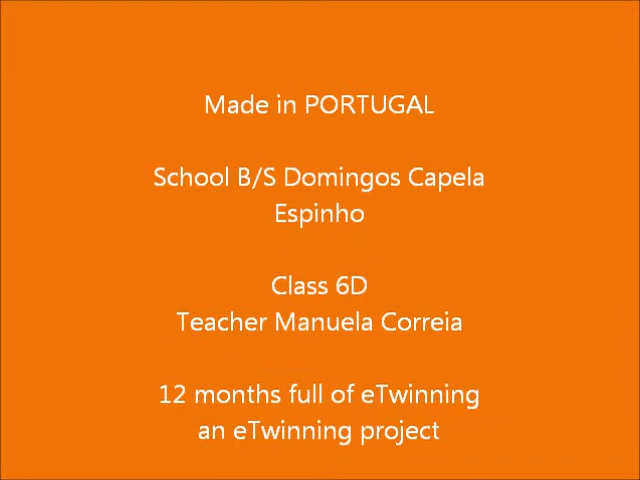 Made in PORTUGAL
School B/S Domingos Capela
Espinho
Class 6D
Teacher Manuela Correia
12 months full of eTwinning
an eTwinning project